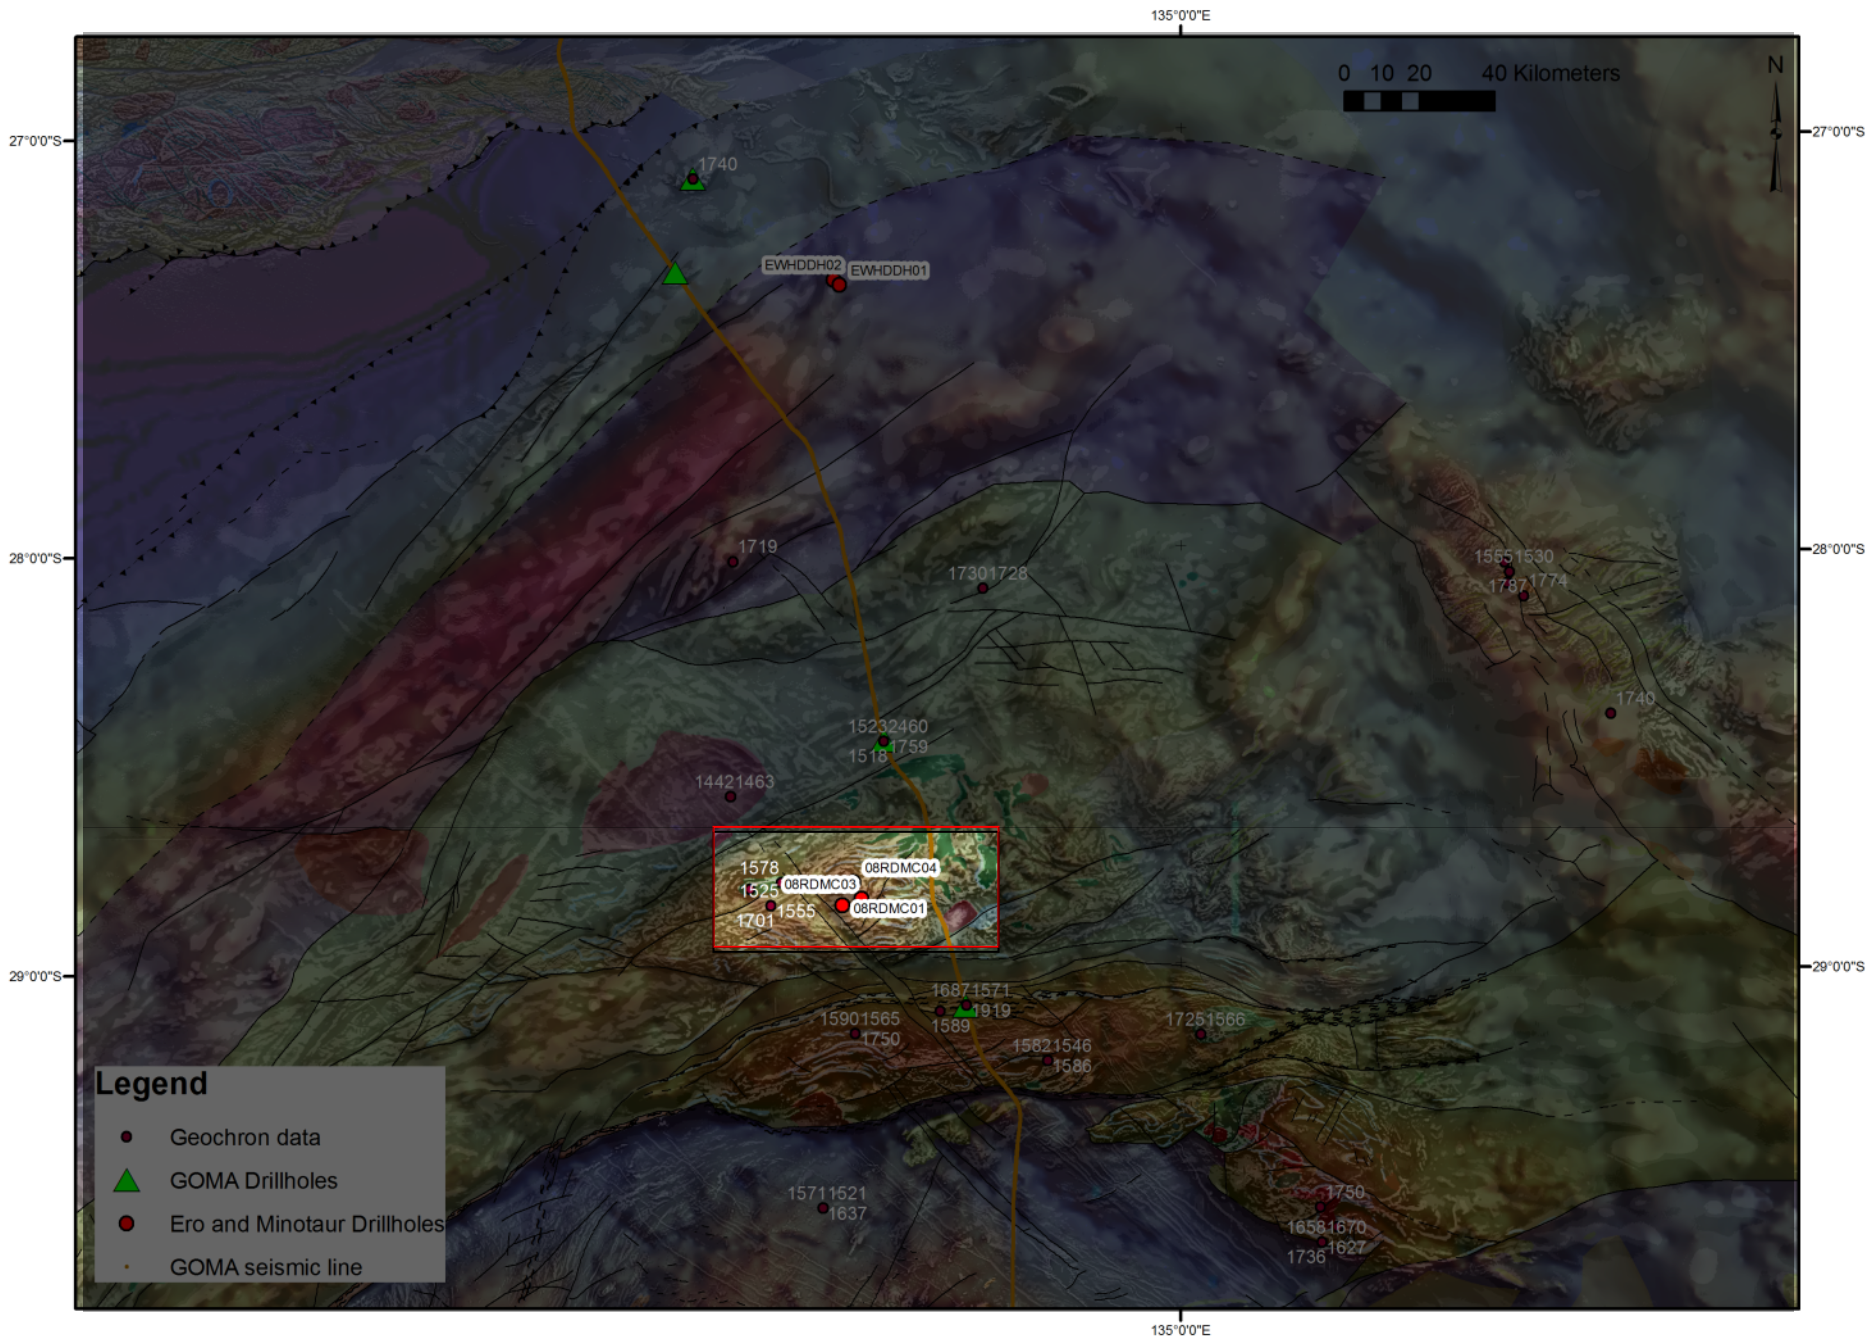 135°0'0"E
0 10 20 40 Kilometers
N
27°0'0"S
27°0'0"S
1740
EWHDDH02
EWHDDH01
28°0'0"S
28°0'0"S
1719
17301728
15551530
17871774
1740
15232460
15181759
14421463
1578
08RDMC04
1525
08RDMC03
1555
08RDMC01
1701
29°0'0"S
29°0'0"S
16871571
1919
1589
15901565
1750
17251566
15821546
1586
Legend
Geochron data
GOMA Drillholes
Ero and Minotaur Drillholes
GOMA seismic line
15711521
1637
1750
16581670
1627
1736
135°0'0"E